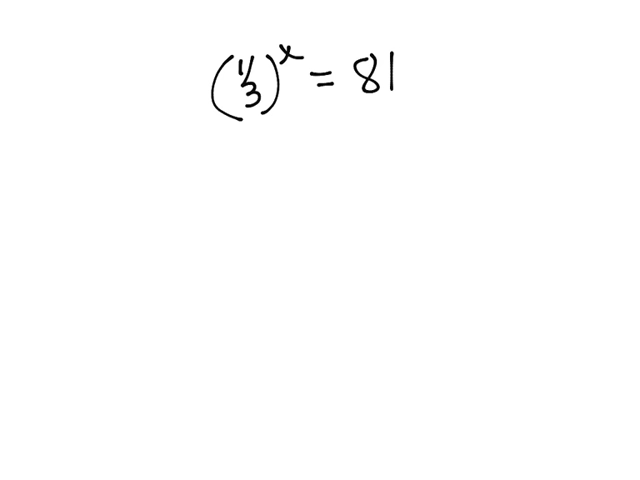 (1/3)^x = 81